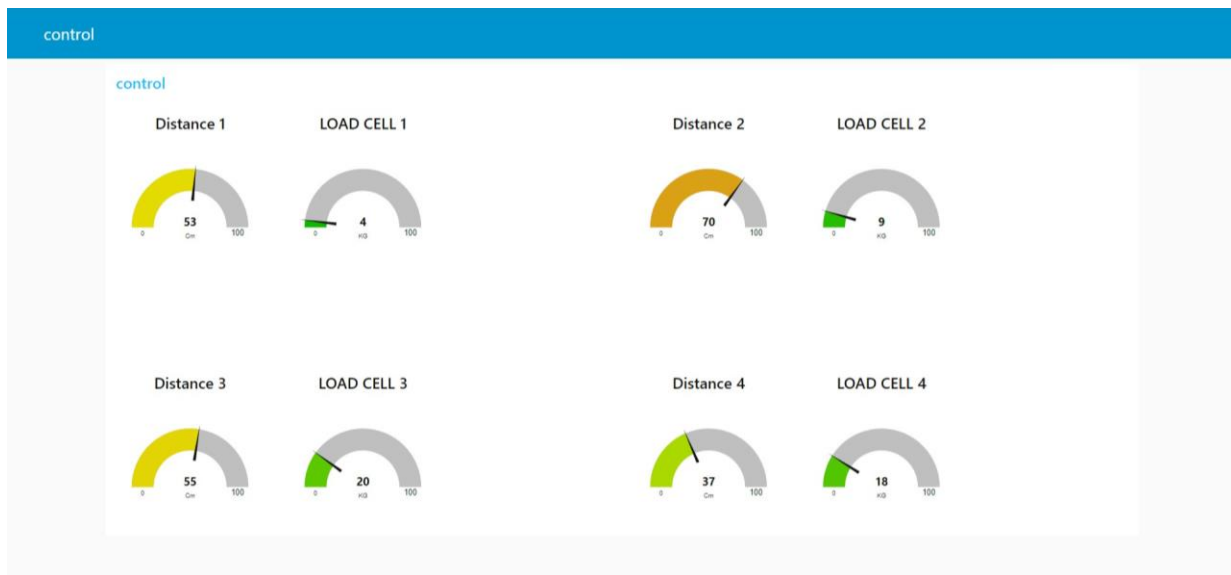 control
control
Distance 1
LOAD CELL 1
Distance 2
LOAD CELL 2
53
Cm
0
100
4
KG
0
100
70
Cm
0
100
9
KG
0
100
Distance 3
LOAD CELL 3
Distance 4
LOAD CELL 4
55
Cm
0
100
20
KG
0
100
37
Cm
0
100
18
KG
0
100